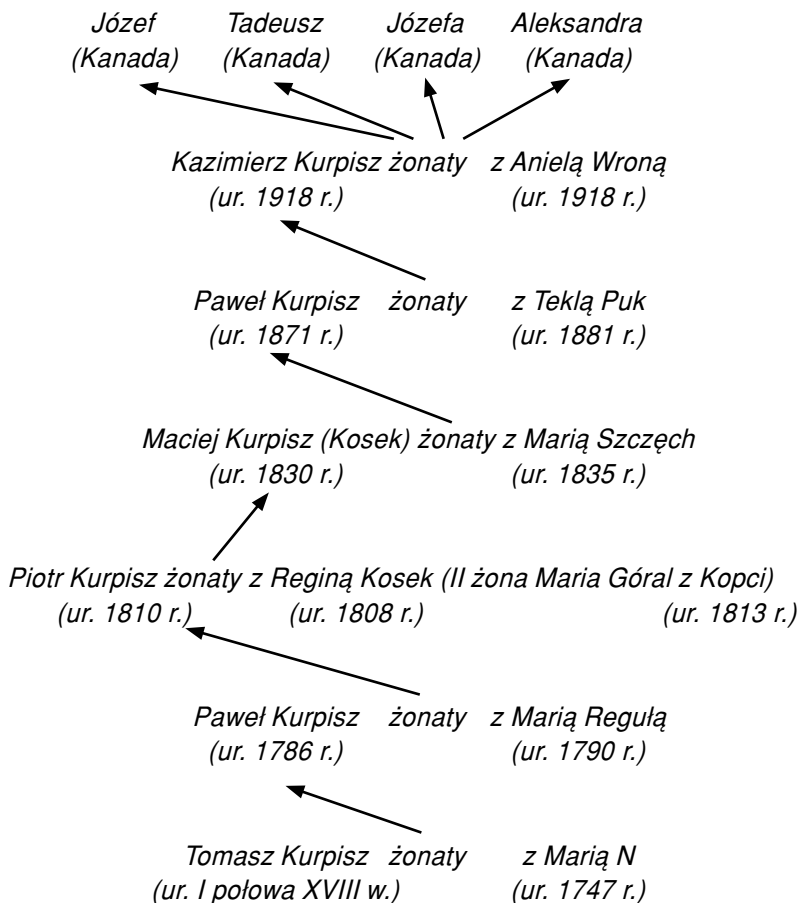 Józef Tadeusz Józefa Aleksandra
(Kanada) (Kanada) (Kanada) (Kanada)
Kazimierz Kurpisz żonaty z Anielą Wroną
(ur. 1918 r.) (ur. 1918 r.)
Paweł Kurpisz żonaty z Teklą Puk
(ur. 1871 r.) (ur. 1881 r.)
Maciej Kurpisz (Kosek) żonaty z Marią Szczęch
(ur. 1830 r.) (ur. 1835 r.)
Piotr Kurpisz żonaty z Reginą Kosek (II żona Maria Góral z Kopci)
(ur. 1810 r.) (ur. 1808 r.) (ur. 1813 r.)
Paweł Kurpisz żonaty z Marią Regułą
(ur. 1786 r.) (ur. 1790 r.)
Tomasz Kurpisz żonaty z Marią N
(ur. I połowa XVIII w.) (ur. 1747 r.)